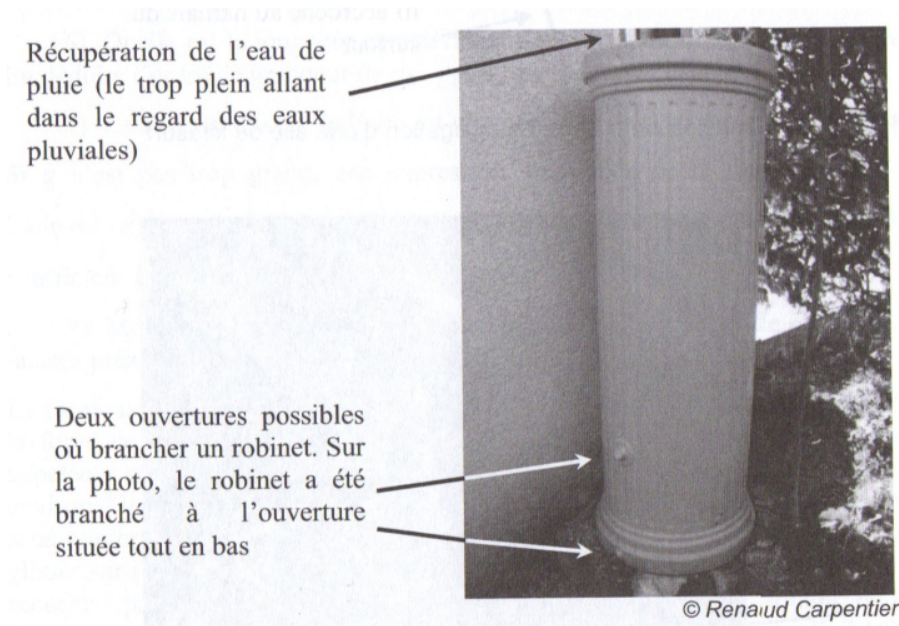 Récupération de l'eau de
pluie (le trop plein allant
dans le regard des eaux
pluviales)
Deux ouvertures possibles
où brancher un robinet. Sur
la photo, le robinet a été
branché à l'ouverture
située tout en bas
© Renaud Carpentier